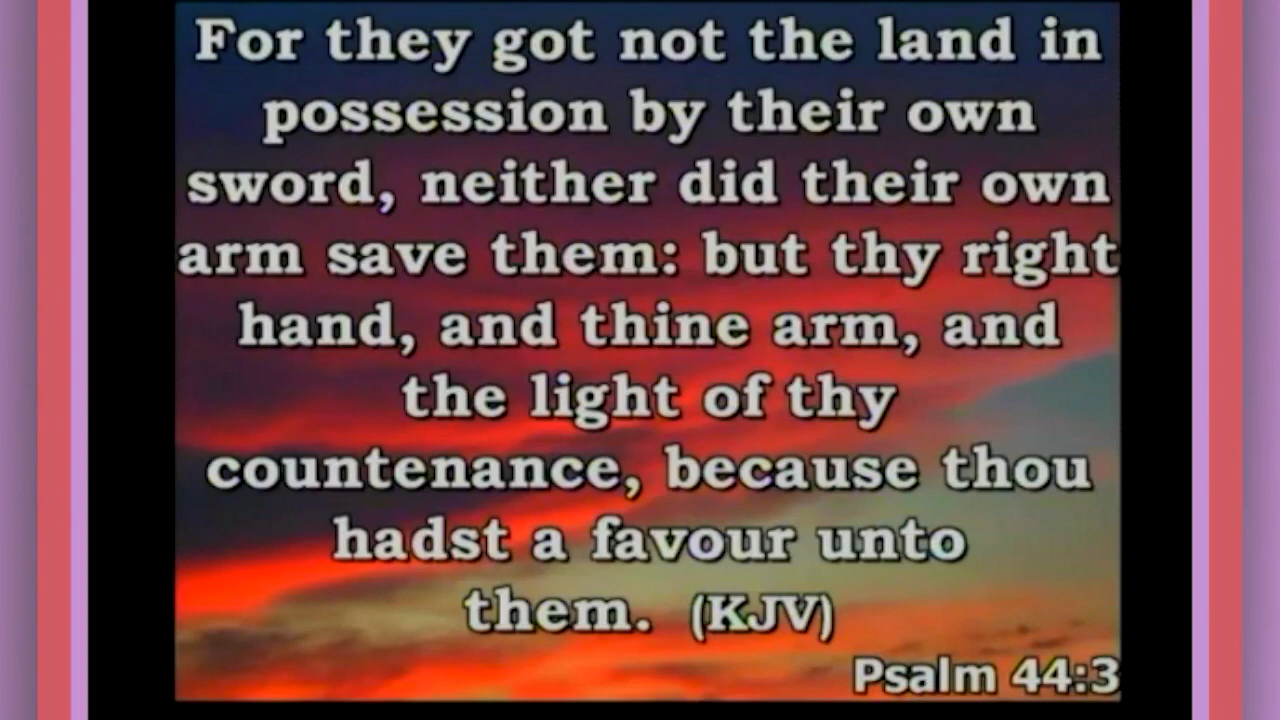 For they got not the land in
possession by their own
sword, neither did their own
arm save them: but thy right
hand, and thine arm, and
the light of thy
countenance, because thou
hadst a favour unto
them. (KJV)
Psalm 44:3